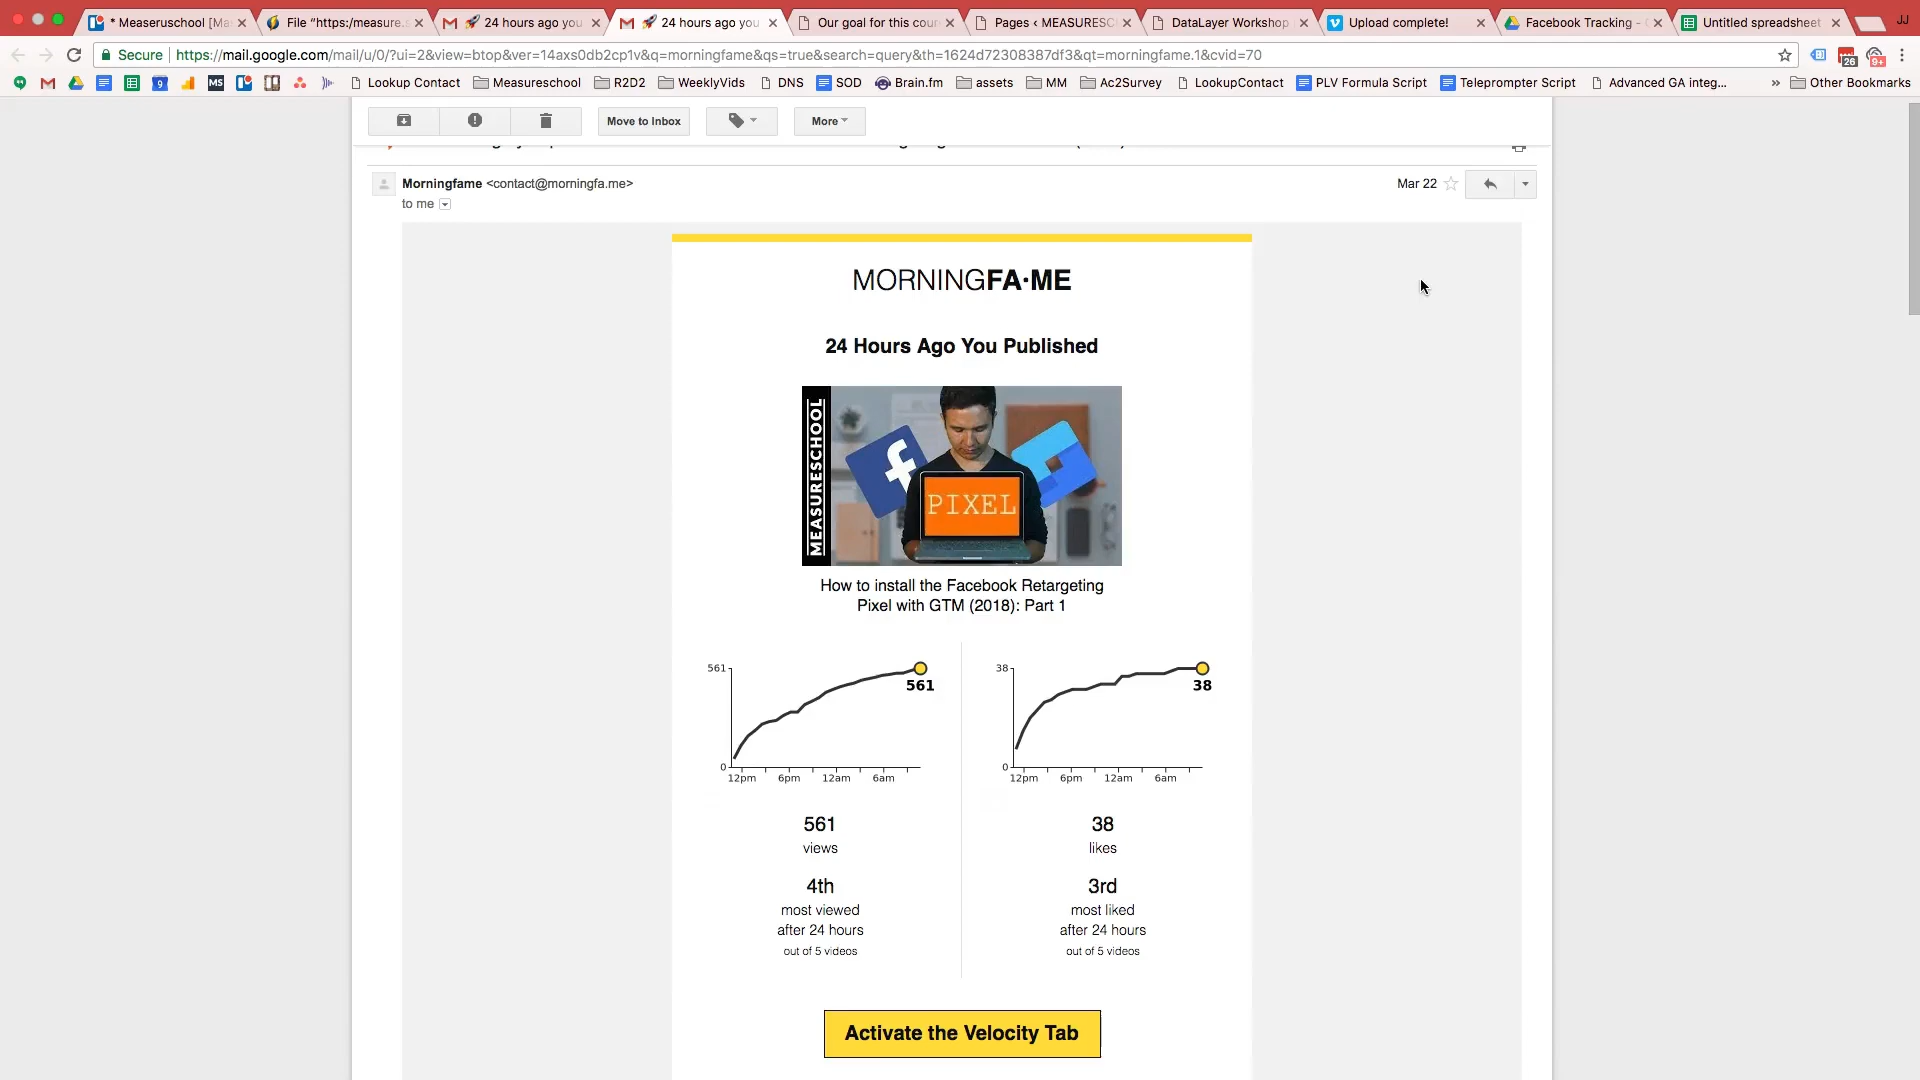 * Measeruschool [Ma
File "https:/measure.s
24 hours ago you
24 hours ago you
Our goal for this cour
Pages ‹ MEASURESC
DataLayer Workshop
Upload complete!
Facebook Tracking -
Untitled spreadsheet
JJ
Secure
https://mail.google.com/mail/u/0/?ui=2&view=btop&ver=14axs0db2cp1v&q=morningfame&qs=true&search=query&th=1624d72308387df3&qt=morningfame.1&cvid=70
26
9+
9
MS
Lookup Contact
Measureschool
R2D2
WeeklyVids
DNS
SOD
Brain.fm
assets
MM
Ac2Survey
LookupContact
PLV Formula Script
Teleprompter Script
Advanced GA integ...
»
Other Bookmarks
Move to Inbox
More
Morningfame <contact@morningfa.me>
Mar 22
to me
MORNINGFA·ME
24 Hours Ago You Published
MEASURESCHOOL
f
PIXEL
How to install the Facebook Retargeting
Pixel with GTM (2018): Part 1
561
561
0
12pm 6pm 12am 6am
38
38
0
12pm 6pm 12am 6am
561
views
4th
most viewed
after 24 hours
out of 5 videos
38
likes
3rd
most liked
after 24 hours
out of 5 videos
Activate the Velocity Tab